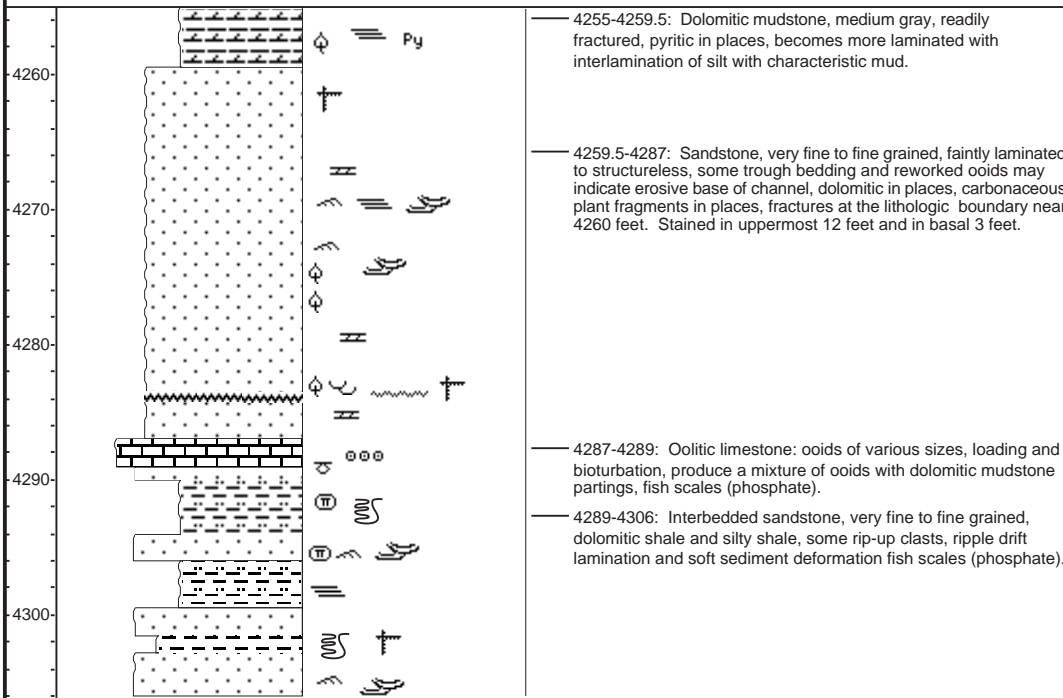 4255-4259.5: Dolomitic mudstone, medium gray, readily
fractured, pyritic in places, becomes more laminated with
interlamination of silt with characteristic mud.
Py
4260
4259.5-4287: Sandstone, very fine to fine grained, faintly laminated
to structureless, some trough bedding and reworked ooids may
indicate erosive base of channel, dolomitic in places, carbonaceous
plant fragments in places, fractures at the lithologic boundary near
4260 feet. Stained in uppermost 12 feet and in basal 3 feet.
4270
4280
4287-4289: Oolitic limestone: ooids of various sizes, loading and
bioturbation, produce a mixture of ooids with dolomitic mudstone
partings, fish scales (phosphate).
4290
π
4289-4306: Interbedded sandstone, very fine to fine grained,
dolomitic shale and silty shale, some rip-up clasts, ripple drift
lamination and soft sediment deformation fish scales (phosphate).
π
4300